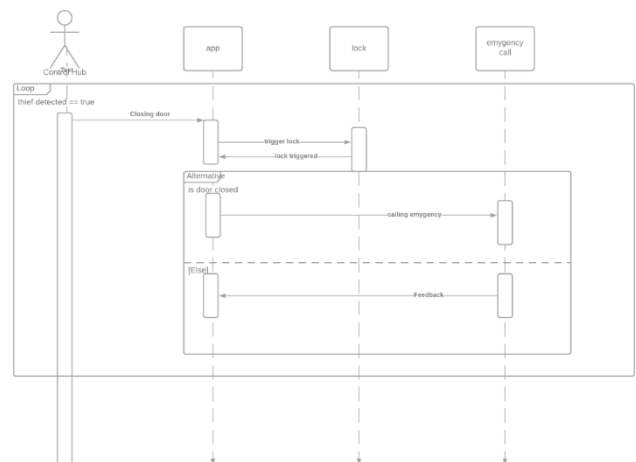 app
lock
emygency
call
Control Hub
Loop
thief detected == true
Closing door
trigger lock
lock triggered
Alternative
is door closed
calling emygency
[Else]
Feedback